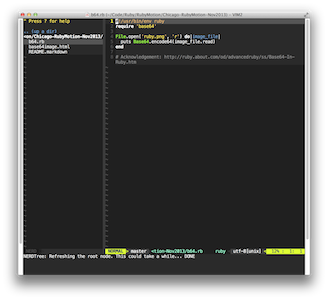 b64.rb (~/Code/Ruby/Chicago-RubyMotion-Nov2013) - VIM2
" Press ? for help
.. (up a dir)
<on/Chicago-RubyMotion-Nov2013/
b64.rb
base64image.html
README.markdown
#!/usr/bin/env ruby
require 'base64'
File.open('ruby.png', 'r') do|image_file|
puts Base64.encode64(image_file.read)
end
# Acknowledgement: http://ruby.about.com/od/advancedruby/ss/Base64-In-
Ruby.htm
NERD
NORMAL master <tion-Nov2013/b64.rb ruby utf-8[unix] 12% 1:
NERDTree: Refreshing the root node. This could take a while... DONE